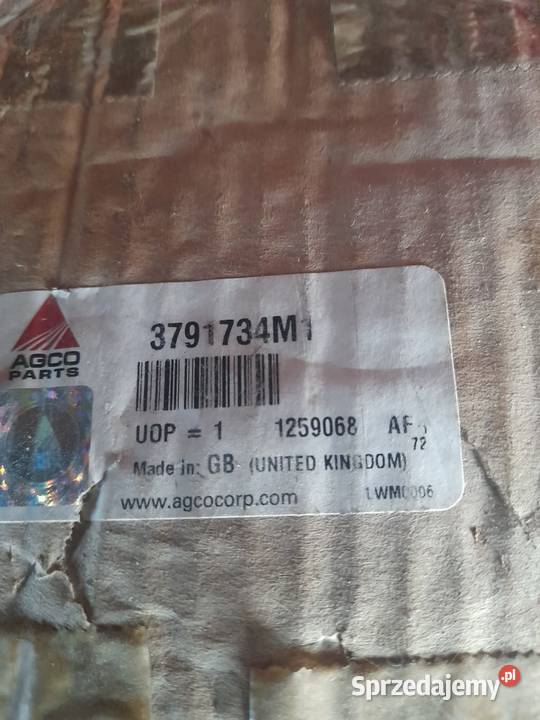 3791734M1
AGCO
PARTS
UOP = 1 1259068 AF
72
Made in: GB (UNITED KINGDOM)
www.agcocorp.com
Sprzedajemy.pl